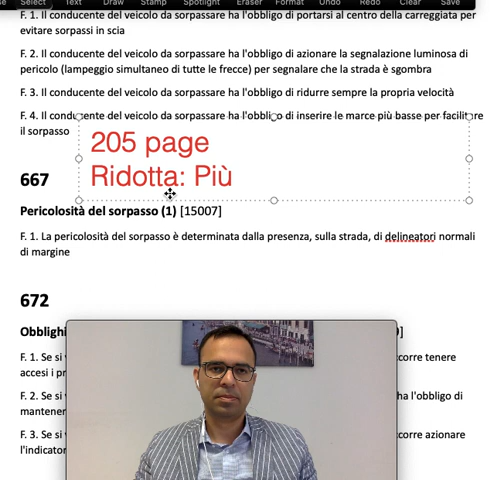 Select Text Draw Stamp Spotlight Eraser Format Undo Redo Clear Save
F. 1. Il conducente del veicolo da sorpassare ha l'obbligo di portarsi al centro della carreggiata per
evitare sorpassi in scia
F. 2. Il conducente del veicolo da sorpassare ha l'obbligo di azionare la segnalazione luminosa di
pericolo (lampeggio simultaneo di tutte le frecce) per segnalare che la strada è sgombra
F. 3. Il conducente del veicolo da sorpassare ha l'obbligo di ridurre sempre la propria velocità
F. 4. Il conducente del veicolo da sorpassare ha l'obbligo di inserire le marce più basse per facilitare
il sorpasso
205 page
Ridotta: Più
667
Pericolosità del sorpasso (1) [15007]
F. 1. La pericolosità del sorpasso è determinata dalla presenza, sulla strada, di delineatori normali
di margine
672
Obblighi
F. 1. Se si
occorre tenere
accesi i
F. 2. Se si
ha l'obbligo di
F. 3. Se si
occorre azionare